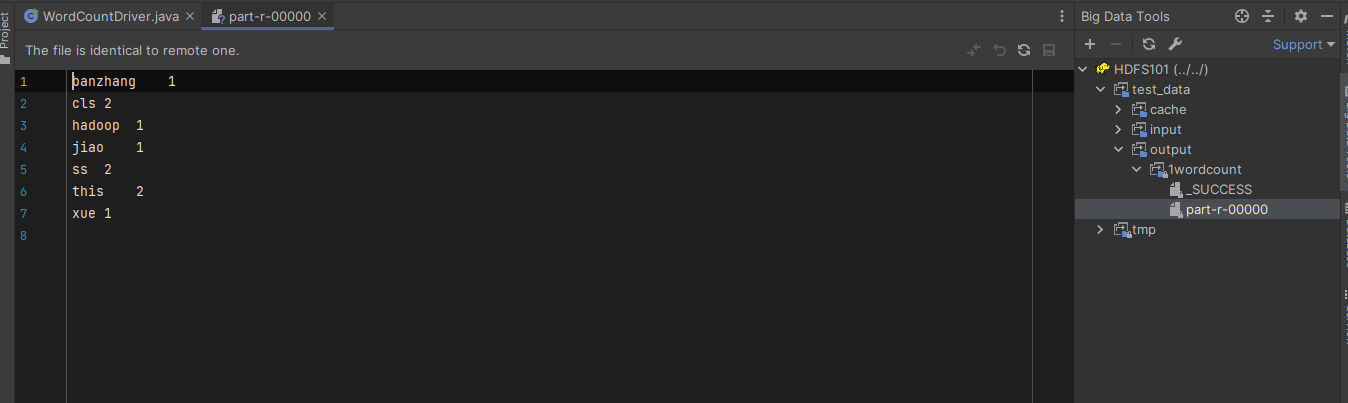 Project
WordCountDriver.java
part-r-00000
Big Data Tools
The file is identical to remote one.
Support
1 banzhang 1
2 cls 2
3 hadoop 1
4 jiao 1
5 ss 2
6 this 2
7 xue 1
8
HDFS101 (../../)
test_data
cache
input
output
1wordcount
_SUCCESS
part-r-00000
tmp